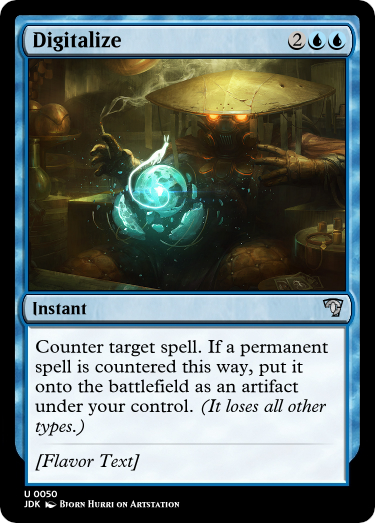 Digitalize 2
Instant
Counter target spell. If a permanent
spell is countered this way, put it
onto the battlefield as an artifact
under your control. (It loses all other
types.)
[Flavor Text]
U 0050
JDK Bjorn Hurri on Artstation